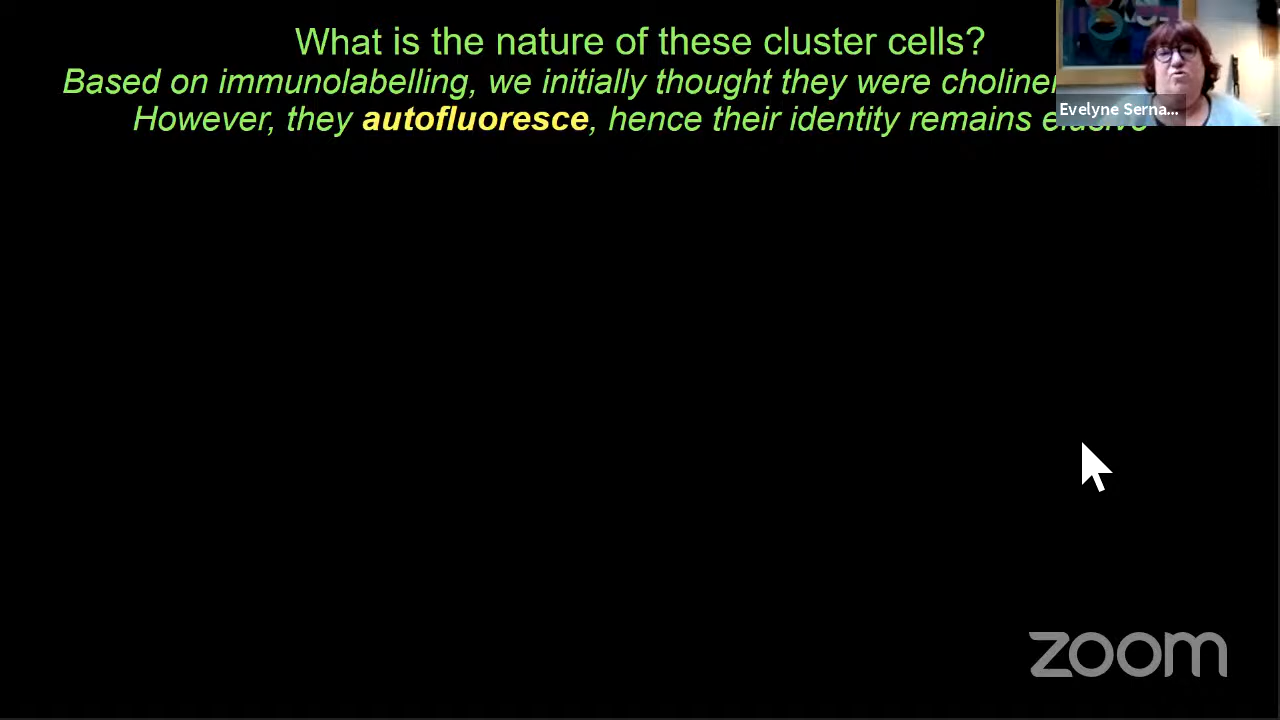 What is the nature of these cluster cells?
Based on immunolabelling, we initially thought they were
However, they autofluoresce, hence their identity remains elusive
Evelyne Serna...
zoom